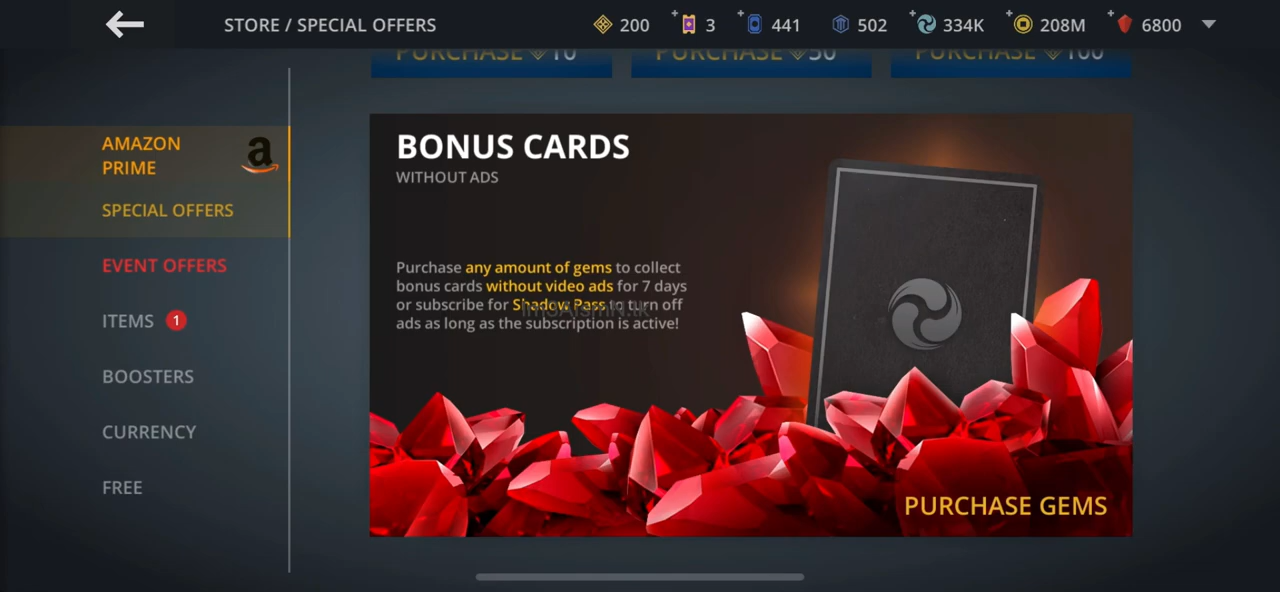 STORE / SPECIAL OFFERS
200
3
441
502
334K
208M
6800
PURCHASE 10
PURCHASE 50
PURCHASE 100
AMAZON
PRIME
a
SPECIAL OFFERS
EVENT OFFERS
ITEMS 1
BOOSTERS
CURRENCY
FREE
BONUS CARDS
WITHOUT ADS
Purchase any amount of gems to collect
bonus cards without video ads for 7 days
or subscribe for Shadow Pass to turn off
ads as long as the subscription is active!
PURCHASE GEMS